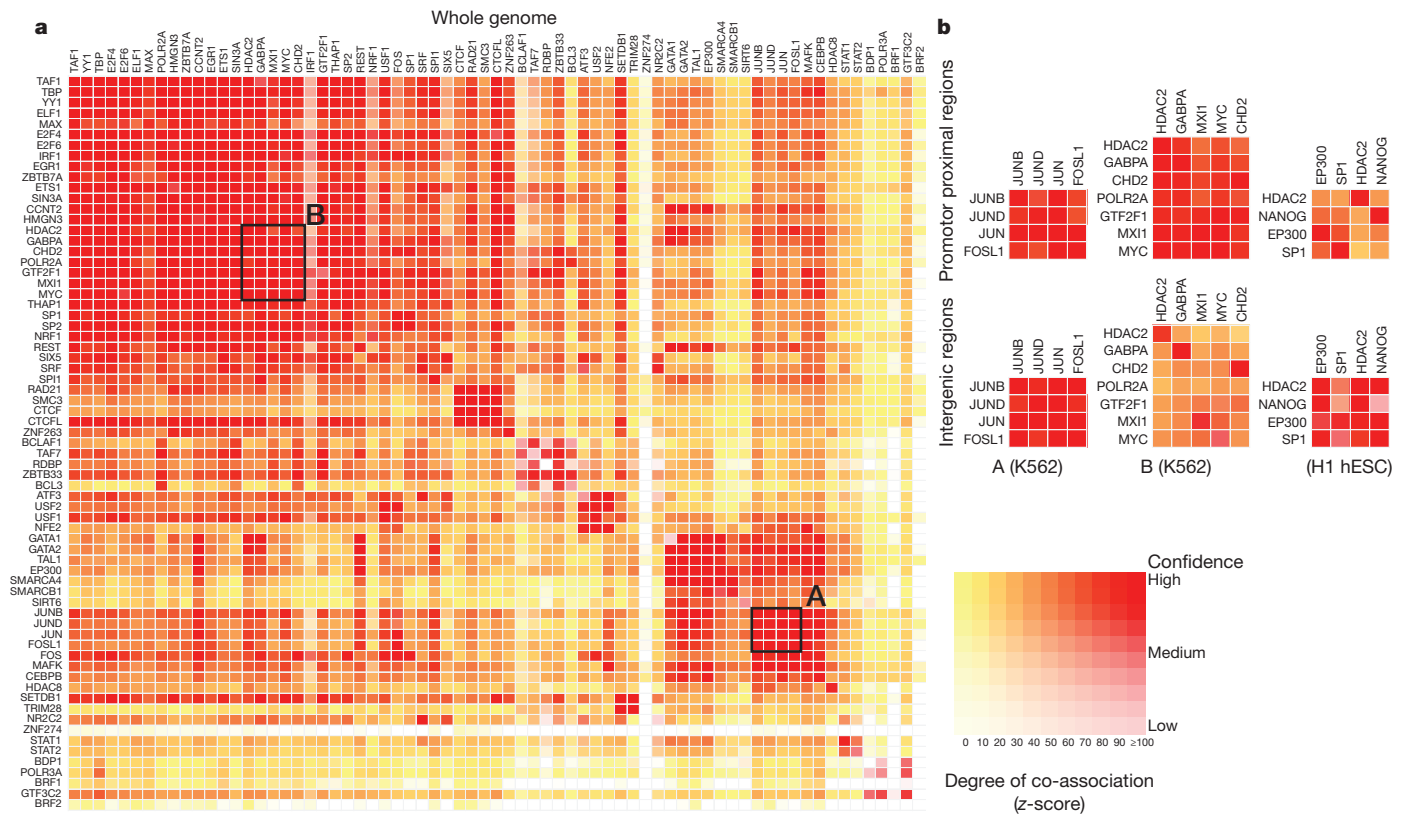 a
Whole genome
b
TAF1
YY1
TBP
E2F4
E2F6
ELF1
MAX
POLR2A
HMGN3
ZBTB7A
CCNT2
EGR1
ETS1
SIN3A
HDAC2
GABPA
MXI1
MYC
CHD2
IRF1
GTF2F1
THAP1
SP2
REST
NRF1
USF1
FOS
SP1
SRF
SPI1
SIX5
CTCF
RAD21
SMC3
CTCFL
ZNF263
BCLAF1
TAF7
RDBP
ZBTB33
BCL3
ATF3
USF2
NFE2
SETDB1
TRIM28
ZNF274
NR2C2
GATA1
GATA2
TAL1
EP300
SMARCA4
SMARCB1
SIRT6
JUNB
JUND
JUN
FOSL1
MAFK
CEBPB
HDAC8
STAT1
STAT2
BDP1
POLR3A
BRF1
GTF3C2
BRF2
TAF1
TBP
YY1
ELF1
MAX
E2F4
E2F6
IRF1
EGR1
ZBTB7A
ETS1
SIN3A
CCNT2
HMGN3
HDAC2
GABPA
CHD2
POLR2A
GTF2F1
MXI1
MYC
THAP1
SP1
SP2
NRF1
REST
SIX5
SRF
SPI1
RAD21
SMC3
CTCF
CTCFL
ZNF263
BCLAF1
TAF7
RDBP
ZBTB33
BCL3
ATF3
USF2
USF1
NFE2
GATA1
GATA2
TAL1
EP300
SMARCA4
SMARCB1
SIRT6
JUNB
JUND
JUN
FOSL1
FOS
MAFK
CEBPB
HDAC8
SETDB1
TRIM28
NR2C2
ZNF274
STAT1
STAT2
BDP1
POLR3A
BRF1
GTF3C2
BRF2
B
A
Promotor proximal regions
JUNB
JUND
JUN
FOSL1
JUNB
JUND
JUN
FOSL1
HDAC2
GABPA
MXI1
MYC
CHD2
HDAC2
GABPA
CHD2
POLR2A
GTF2F1
MXI1
MYC
EP300
SP1
HDAC2
NANOG
HDAC2
NANOG
EP300
SP1
Intergenic regions
JUNB
JUND
JUN
FOSL1
JUNB
JUND
JUN
FOSL1
A (K562)
HDAC2
GABPA
MXI1
MYC
CHD2
HDAC2
GABPA
CHD2
POLR2A
GTF2F1
MXI1
MYC
B (K562)
EP300
SP1
HDAC2
NANOG
HDAC2
NANOG
EP300
SP1
(H1 hESC)
Confidence
High
Medium
Low
0 10 20 30 40 50 60 70 80 90 ≥100
Degree of co-association
(z-score)